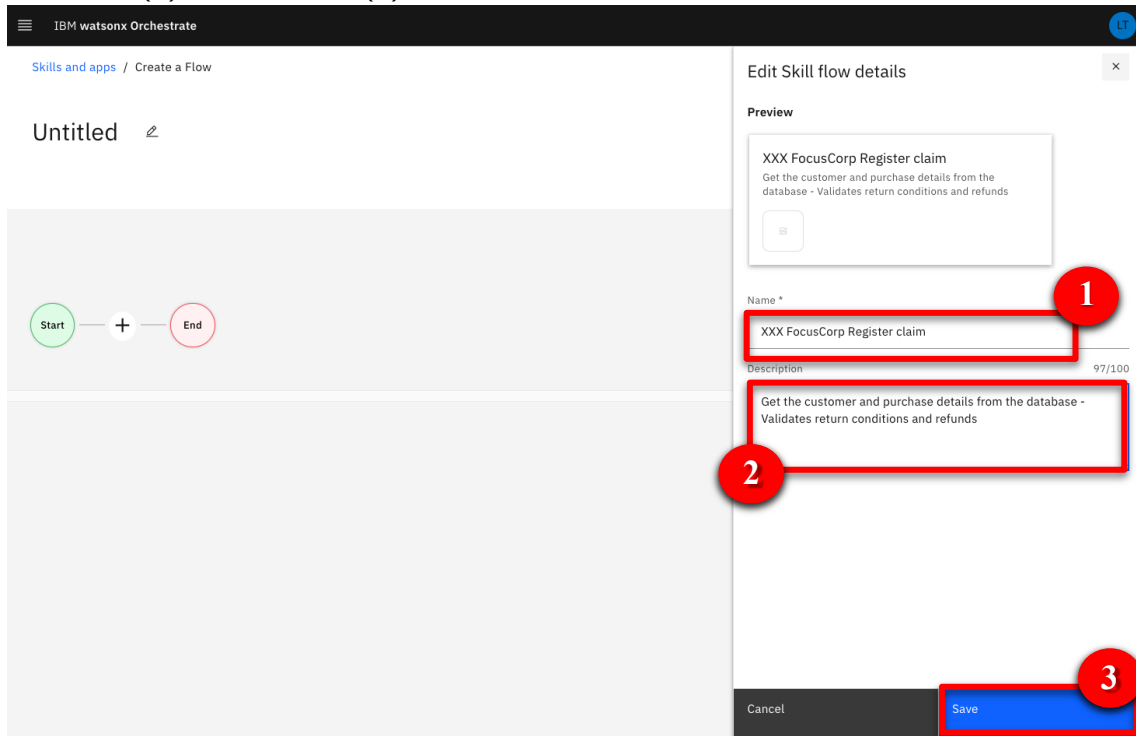 IBM watsonx Orchestrate
LT
Skills and apps / Create a Flow
Untitled
Start
End
Edit Skill flow details
Preview
XXX FocusCorp Register claim
Get the customer and purchase details from the
database - Validates return conditions and refunds
Name *
1
XXX FocusCorp Register claim
Description
97/100
Get the customer and purchase details from the database -
Validates return conditions and refunds
2
3
Cancel
Save